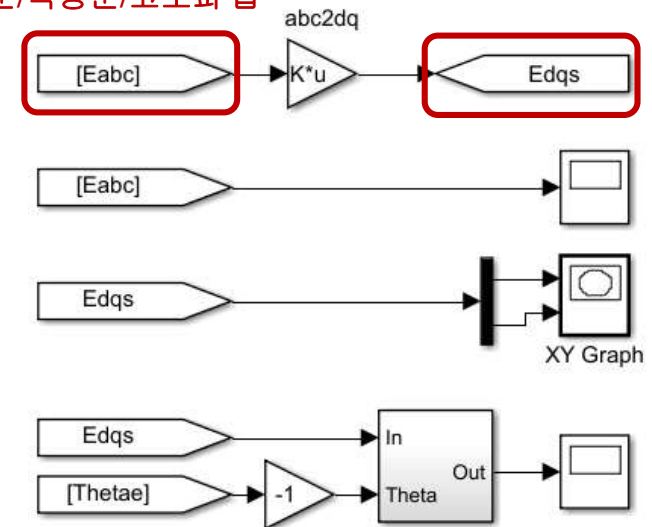 abc2dq
[Eabc]
K*u
Edqs
[Eabc]
Edqs
XY Graph
Edqs
In
Out
[Thetae]
-1
Theta